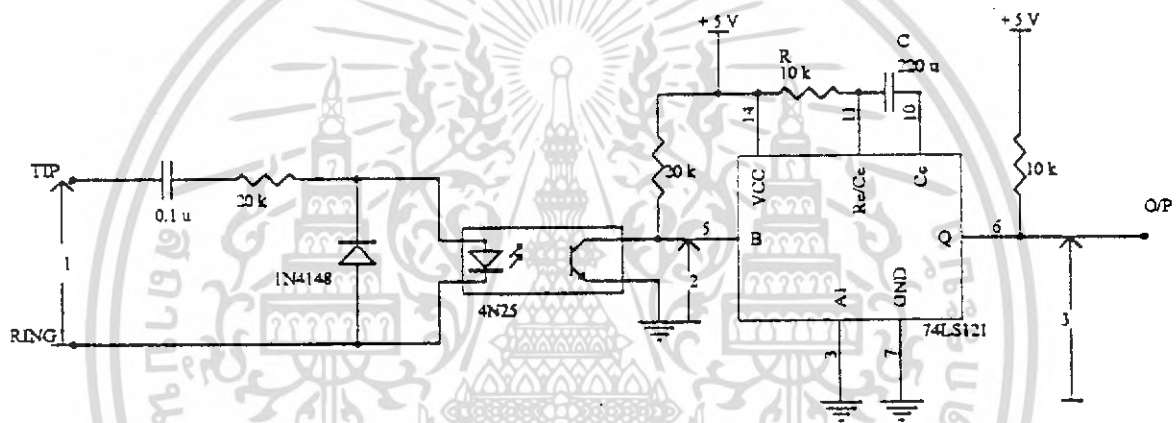 + 5 V
+ 5 V
R
10 k
C
220 u
14
11
10
TIP
0.1 u
20 k
20 k
VCC
Re/Ce
Ce
10 k
O/P
1
1N4148
4N25
5
B
Q
6
2
A1
GND
74LS121
3
RING
3
7